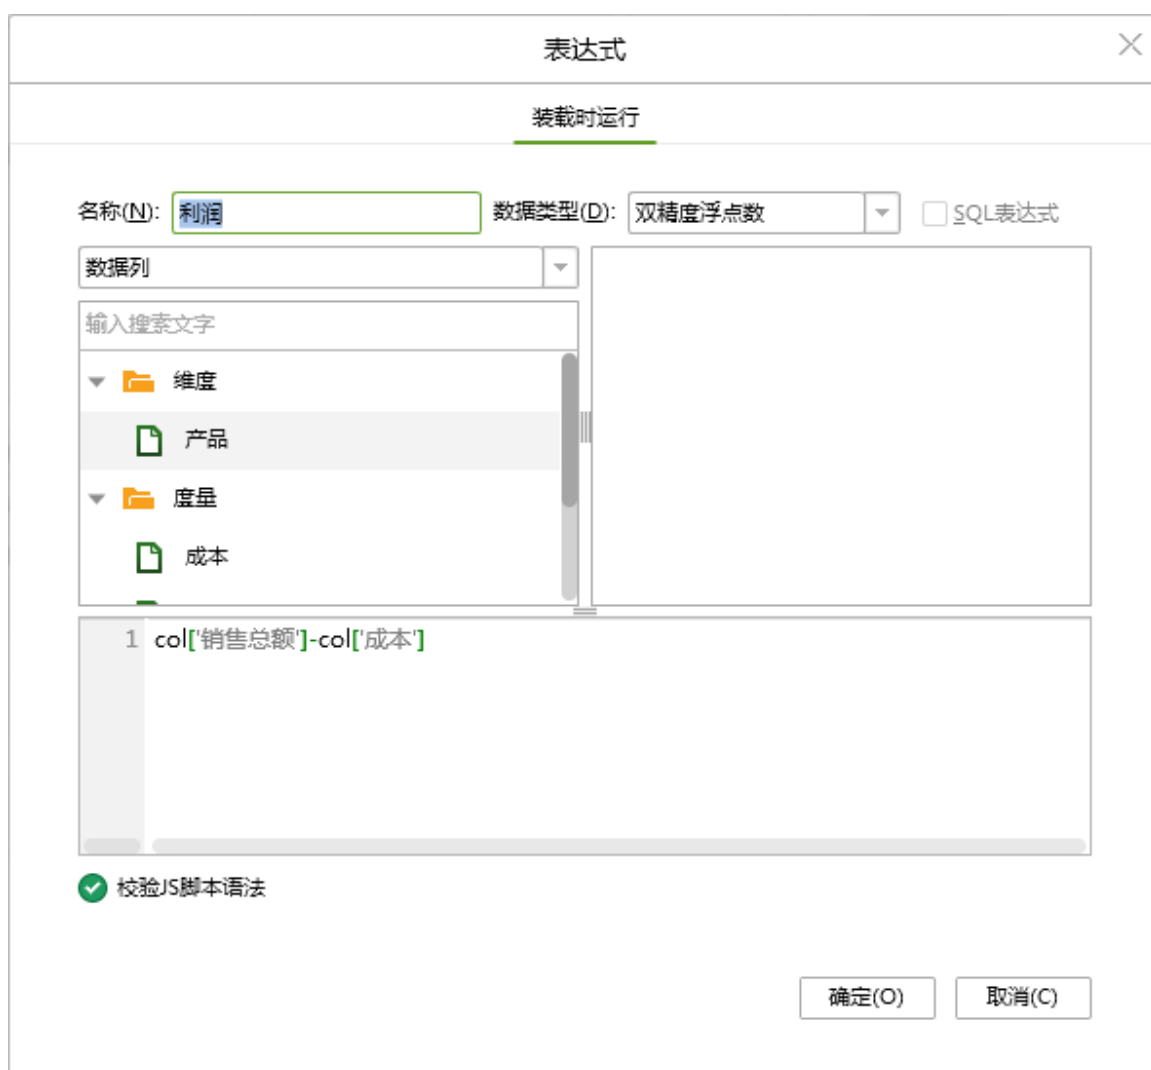 表达式
装载时运行
名称(N): 利润 数据类型(D): 双精度浮点数 SQL表达式
数据列
输入搜索文字
维度
产品
度量
成本
1 col['销售总额']-col['成本']
校验JS脚本语法
确定(O) 取消(C)